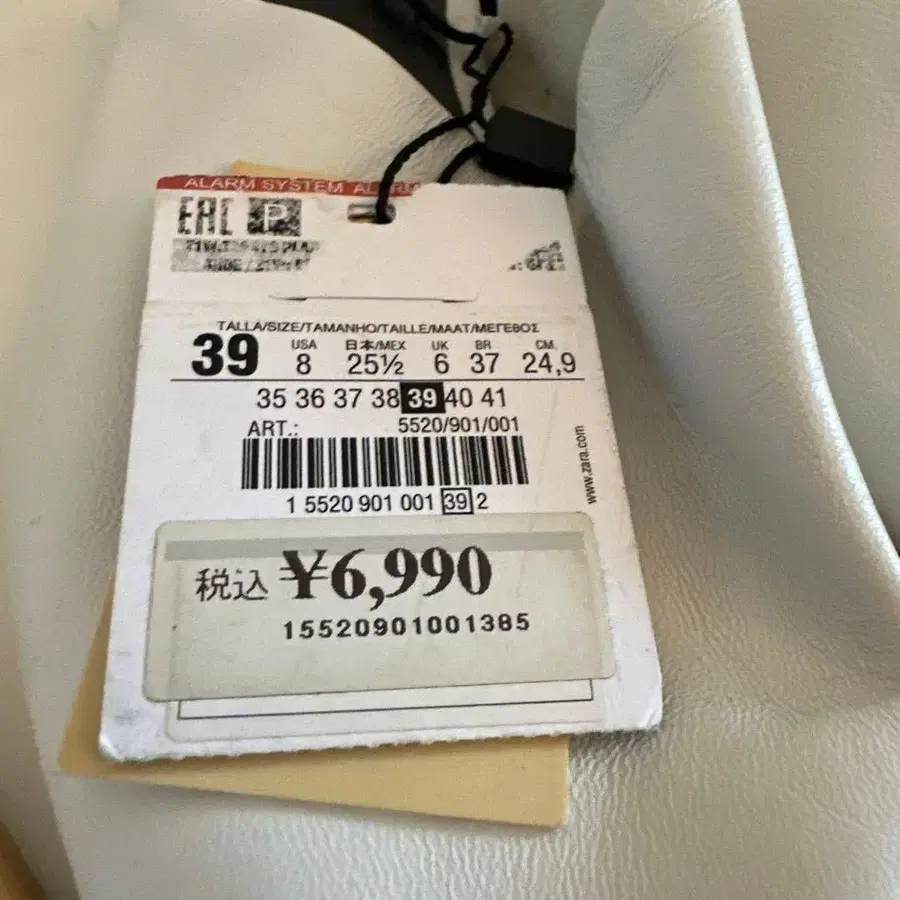 ALARM SYSTEM ALARM
EAC P
TALLA/SIZE/TAMANHO/TAILLE/MAAT/ΜΕΓΕΘΟΣ
USA 日本/MEX UK BR CM.
39 8 25½ 6 37 24,9
35 36 37 38 39 40 41
ART.: 5520/901/001
1 5520 901 001 39 2
www.zara.com
税込 ¥6,990
15520901001385